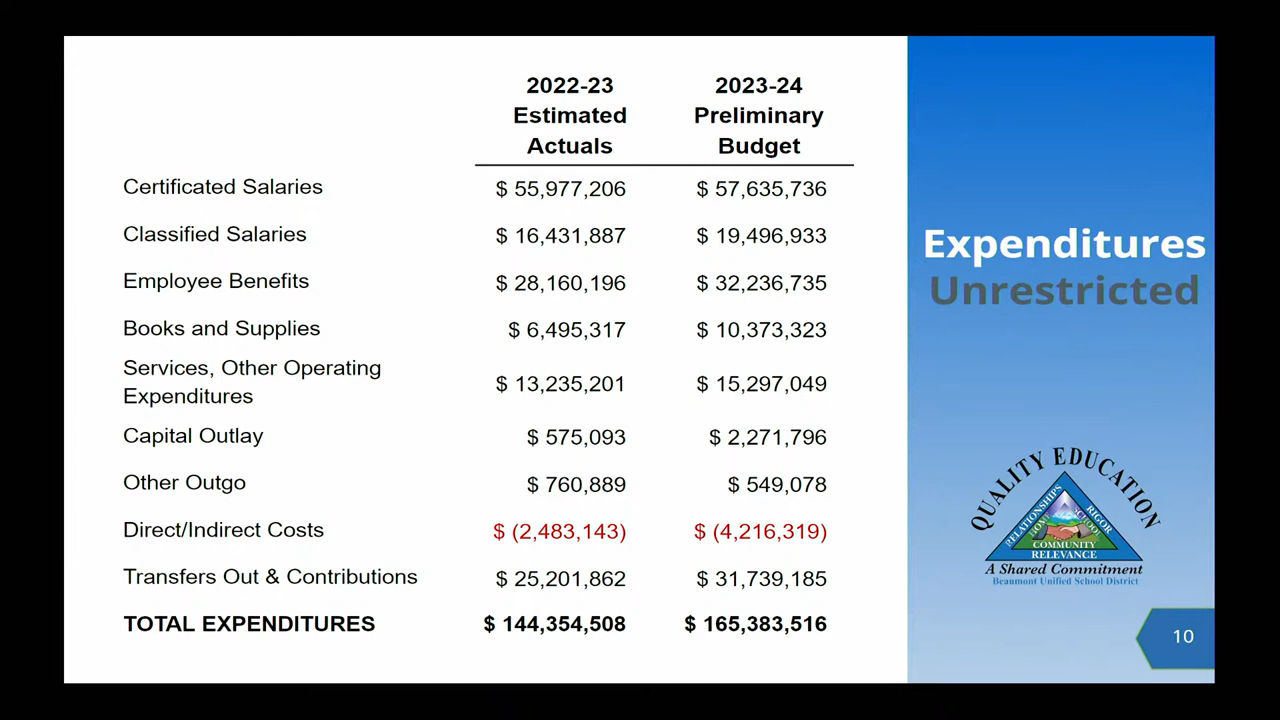 2022-23 2023-24
Estimated Preliminary
Actuals Budget
Certificated Salaries $ 55,977,206 $ 57,635,736
Classified Salaries $ 16,431,887 $ 19,496,933
Employee Benefits $ 28,160,196 $ 32,236,735
Books and Supplies $ 6,495,317 $ 10,373,323
Services, Other Operating
Expenditures $ 13,235,201 $ 15,297,049
Capital Outlay $ 575,093 $ 2,271,796
Other Outgo $ 760,889 $ 549,078
Direct/Indirect Costs $ (2,483,143) $ (4,216,319)
Transfers Out & Contributions $ 25,201,862 $ 31,739,185
TOTAL EXPENDITURES $ 144,354,508 $ 165,383,516
Expenditures
Unrestricted
QUALITY EDUCATION
RELATIONSHIPS
RIGOR
HOME
SCHOOL
COMMUNITY
RELEVANCE
A Shared Commitment
Beaumont Unified School District
10